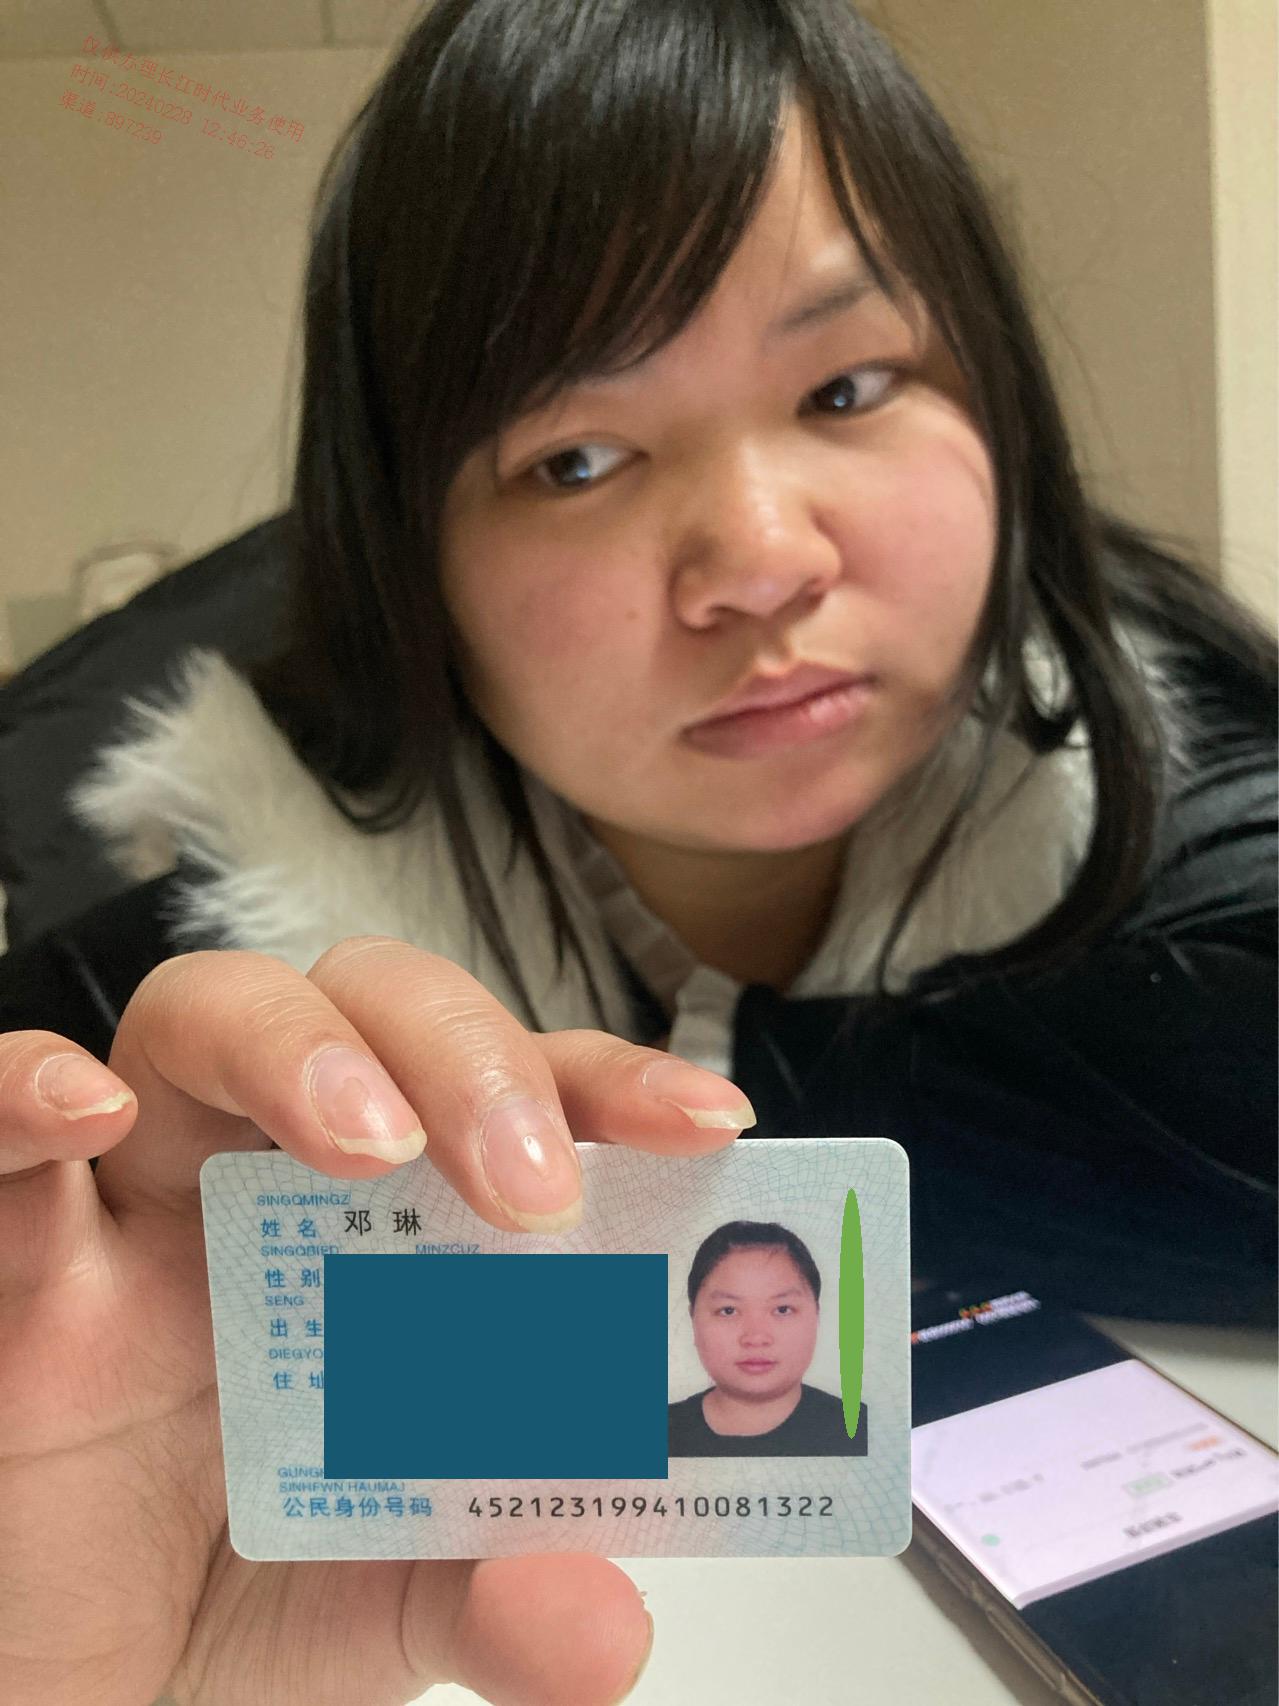 仅供办理长江时代业务使用
时间:20240228 12:46:26
渠道:897239
SINGQMINGZ
姓 名 邓 琳
SINGQBIED MINZCUZ
性 别
SENG
出 生
DIEGYO
住 址
SINHFWN HAUMAJ
公民身份号码 452123199410081322